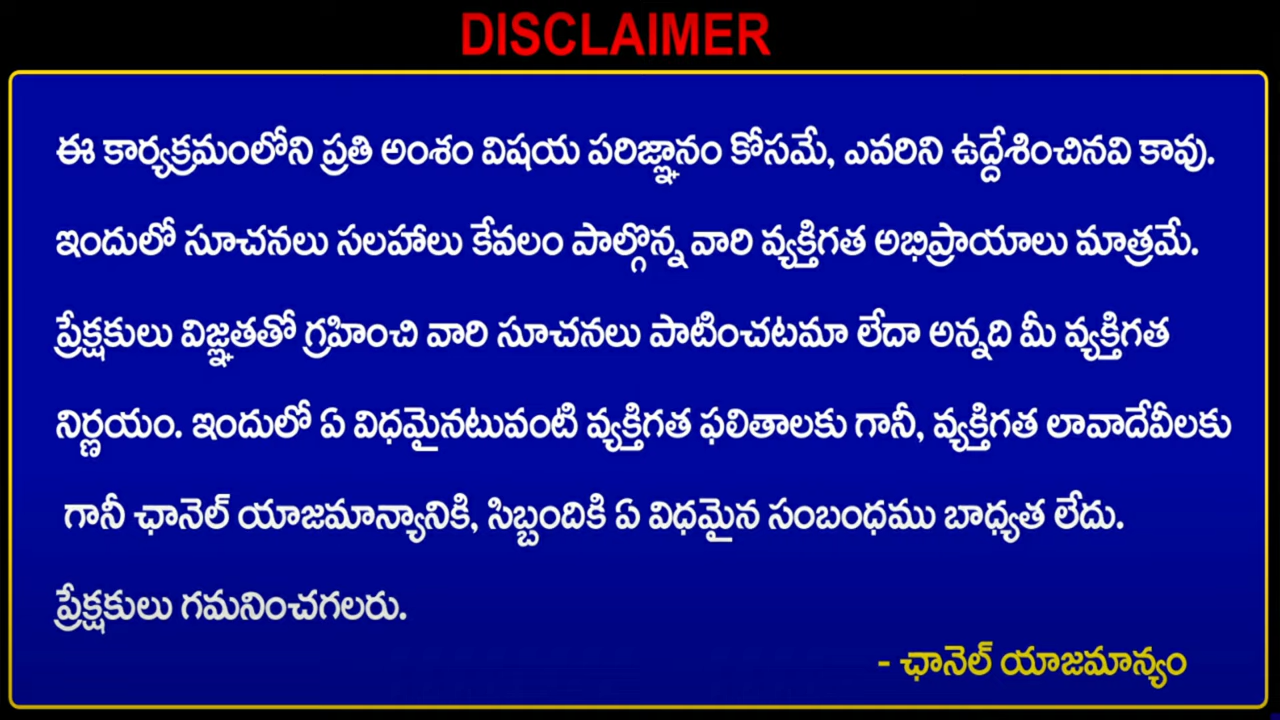 DISCLAIMER
ఈ కార్యక్రమంలోని ప్రతి అంశం విషయ పరిజ్ఞానం కోసమే, ఎవరిని ఉద్దేశించినవి కావు.
ఇందులో సూచనలు సలహాలు కేవలం పాల్గొన్న వారి వ్యక్తిగత అభిప్రాయాలు మాత్రమే.
ప్రేక్షకులు విజ్ఞతతో గ్రహించి వారి సూచనలు పాటించటమా లేదా అన్నది మీ వ్యక్తిగత
నిర్ణయం. ఇందులో ఏ విధమైనటువంటి వ్యక్తిగత ఫలితాలకు గానీ, వ్యక్తిగత లావాదేవీలకు
గానీ ఛానెల్ యాజమాన్యానికి, సిబ్బందికి ఏ విధమైన సంబంధము బాధ్యత లేదు.
ప్రేక్షకులు గమనించగలరు.
- ఛానెల్ యాజమాన్యం